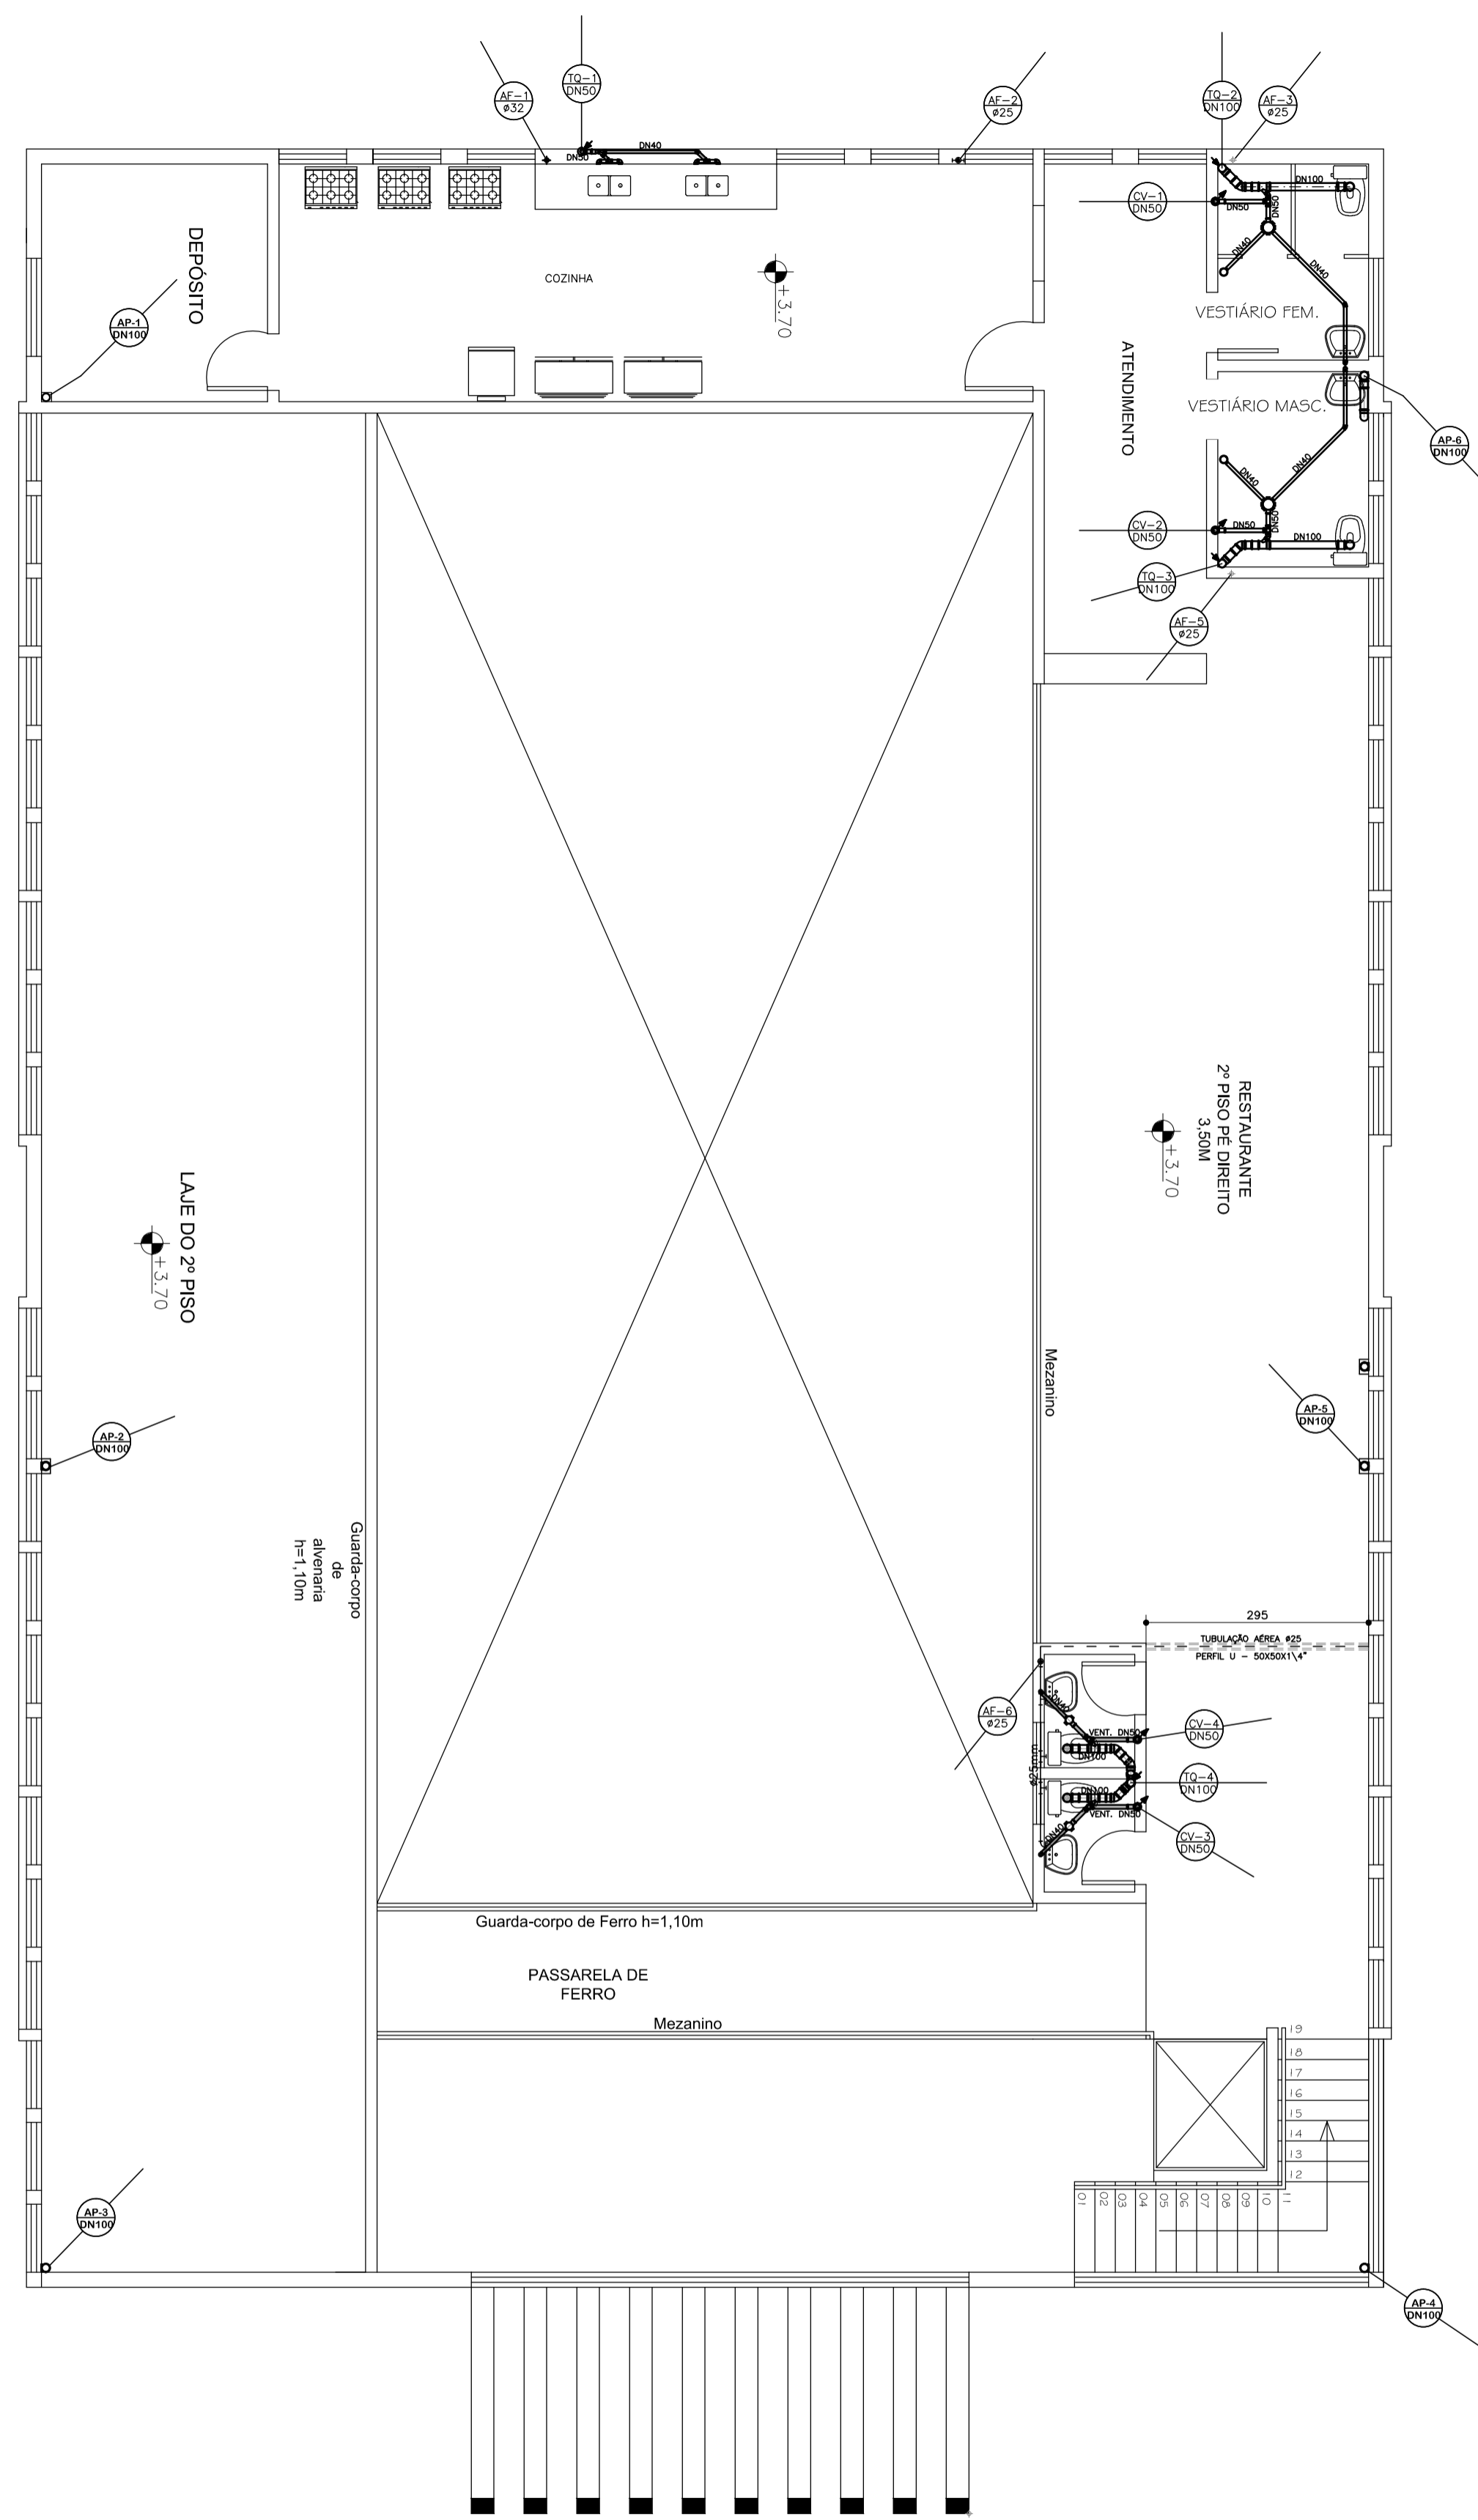 TQ-1
DN50
AF-1
ø32
AF-2
ø25
TQ-2
DN100
AF-3
ø25
DN40
DN50
DN100
CV-1
DN50
DN50
DN50
DN40
DN40
DEPÓSITO
COZINHA
+3.70
VESTIÁRIO FEM.
AP-1
DN100
ATENDIMENTO
VESTIÁRIO MASC.
AP-6
DN100
DN40
DN40
CV-2
DN50
DN50
DN50
DN100
TQ-3
DN100
AF-5
ø25
RESTAURANTE
2º PISO PÉ DIREITO
3,50M
+3.70
LAJE DO 2º PISO
+3.70
Mezanino
AP-5
DN100
AP-2
DN100
Guarda-corpo
de
alvenaria
h=1,10m
295
TUBULAÇÃO AÉREA ø25
PERFIL U - 50X50X1\4"
AF-6
ø25
DN40
VENT. DN50
CV-4
DN50
DN100
ø25mm
TQ-4
DN100
DN100
VENT. DN50
DN40
CV-3
DN50
Guarda-corpo de Ferro h=1,10m
PASSARELA DE
FERRO
Mezanino
19
18
17
16
15
14
13
12
01
02
03
04
05
06
07
08
09
10
11
AP-3
DN100
AP-4
DN100